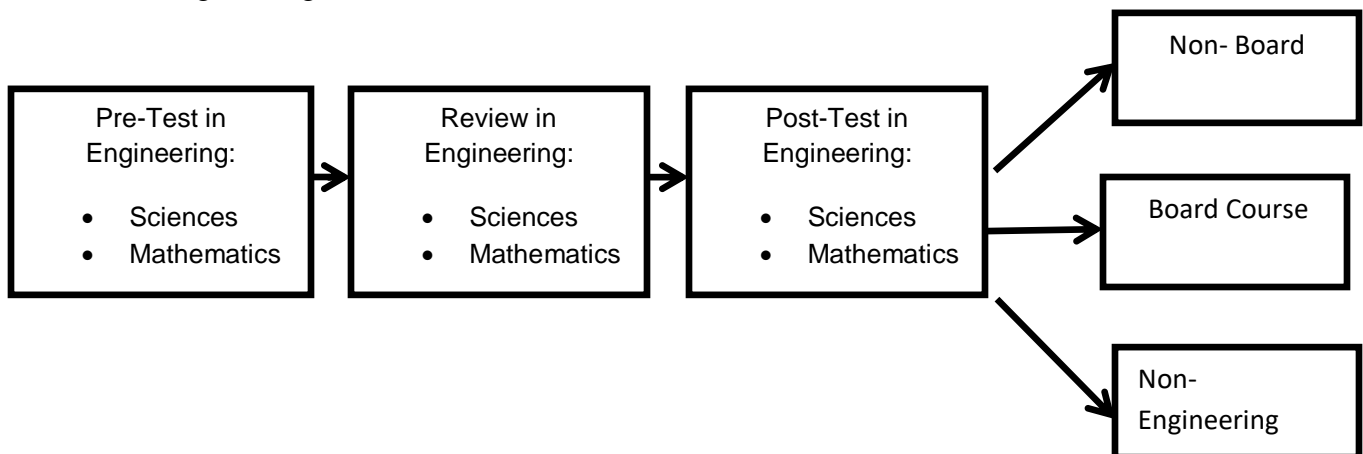 Pre-Test in
Engineering:
• Sciences
• Mathematics
Review in
Engineering:
• Sciences
• Mathematics
Post-Test in
Engineering:
• Sciences
• Mathematics
Non- Board
Board Course
Non-
Engineering